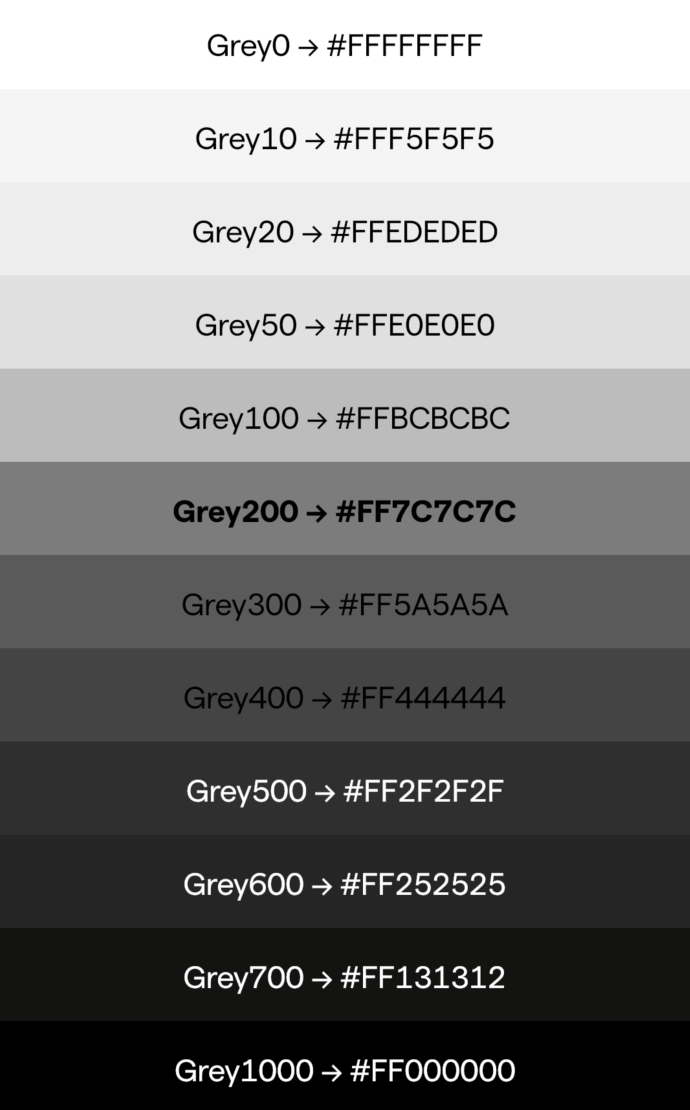 Grey0 → #FFFFFFFF
Grey10 → #FFF5F5F5
Grey20 → #FFEDEDED
Grey50 → #FFE0E0E0
Grey100 → #FFBCBCBC
Grey200 → #FF7C7C7C
Grey300 → #FF5A5A5A
Grey400 → #FF444444
Grey500 → #FF2F2F2F
Grey600 → #FF252525
Grey700 → #FF131312
Grey1000 → #FF000000